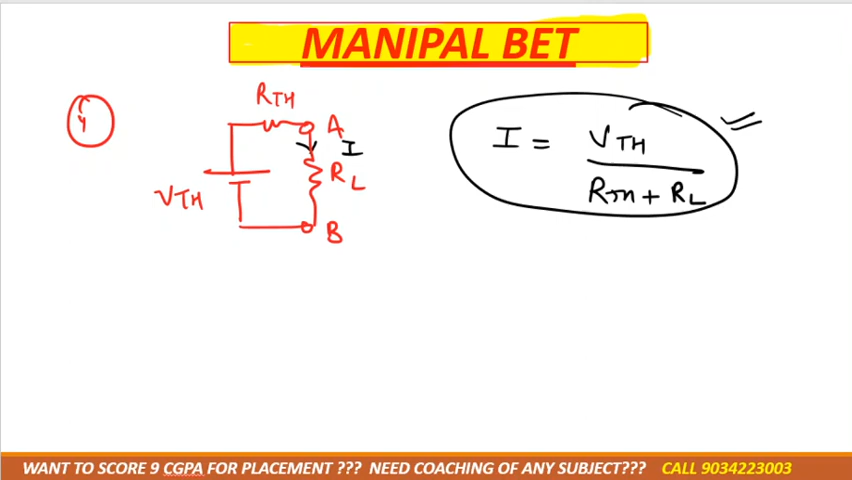 MANIPAL BET
4
RTH
A
I
RL
VTH
B
I = VTH
RTH + RL
WANT TO SCORE 9 CGPA FOR PLACEMENT ??? NEED COACHING OF ANY SUBJECT??? CALL 9034223003